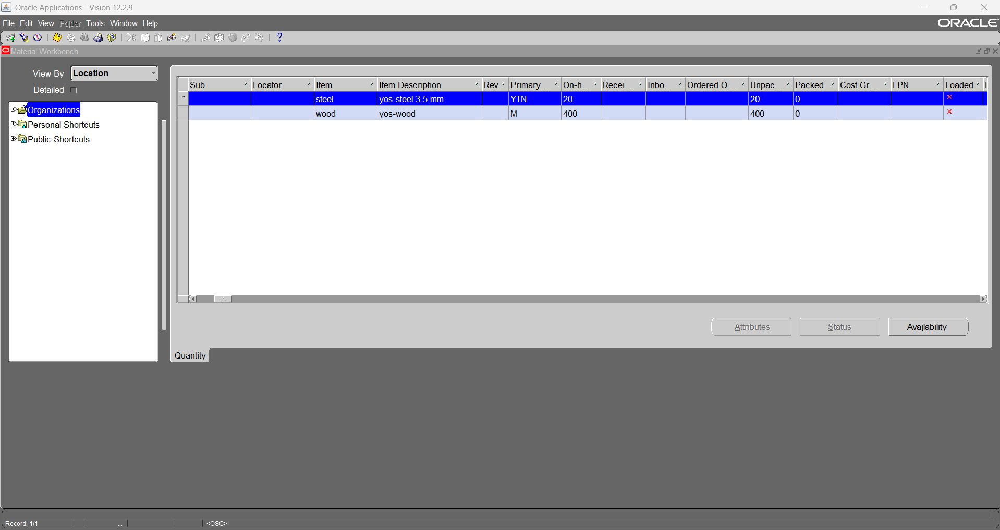 Oracle Applications - Vision 12.2.9
File Edit View Folder Tools Window Help
ORACLE
Material Workbench
View By Location
Detailed
Organizations
Personal Shortcuts
Public Shortcuts
Sub Locator Item Item Description Rev Primary ... On-h... Recei... Inbo... Ordered Q... Unpac... Packed Cost Gr... LPN Loaded L
steel yos-steel 3.5 mm YTN 20 20 0
wood yos-wood M 400 400 0
Attributes Status Availability
Quantity
Record: 1/1 ... <OSC>